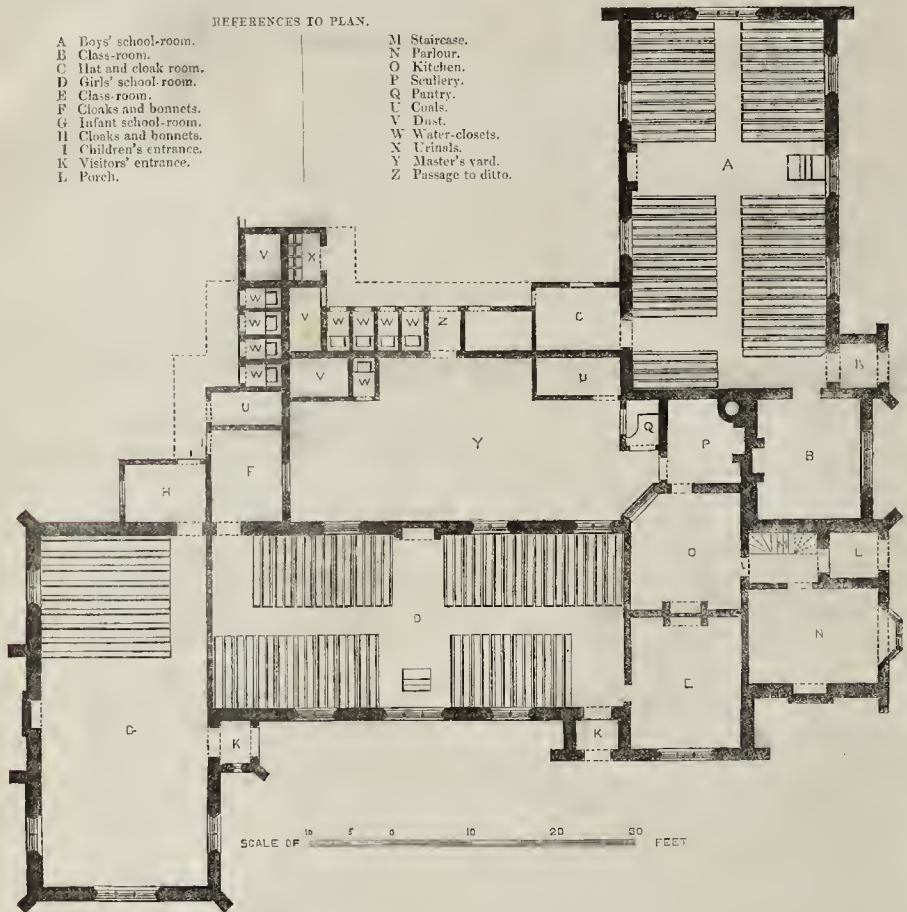 REFERENCES TO PLAN.
A Boys' school-room.
B Class-room.
C Hat and cloak room.
D Girls' school-room.
E Class-room.
F Cloaks and bonnets.
G Infant school-room.
H Cloaks and bonnets.
I Children's entrance.
K Visitors' entrance.
L Porch.
M Staircase.
N Parlour.
O Kitchen.
P Scullery.
Q Pantry.
U Coals.
V Dust.
W Water-closets.
X Urinals.
Y Master's yard.
Z Passage to ditto.
A
V X
W
V W W W W Z C
W
W
W V W U
U
Q P B
Y
H F
O L
D
N
E
G K K
10 5 0 10 20 30
SCALE OF FEET